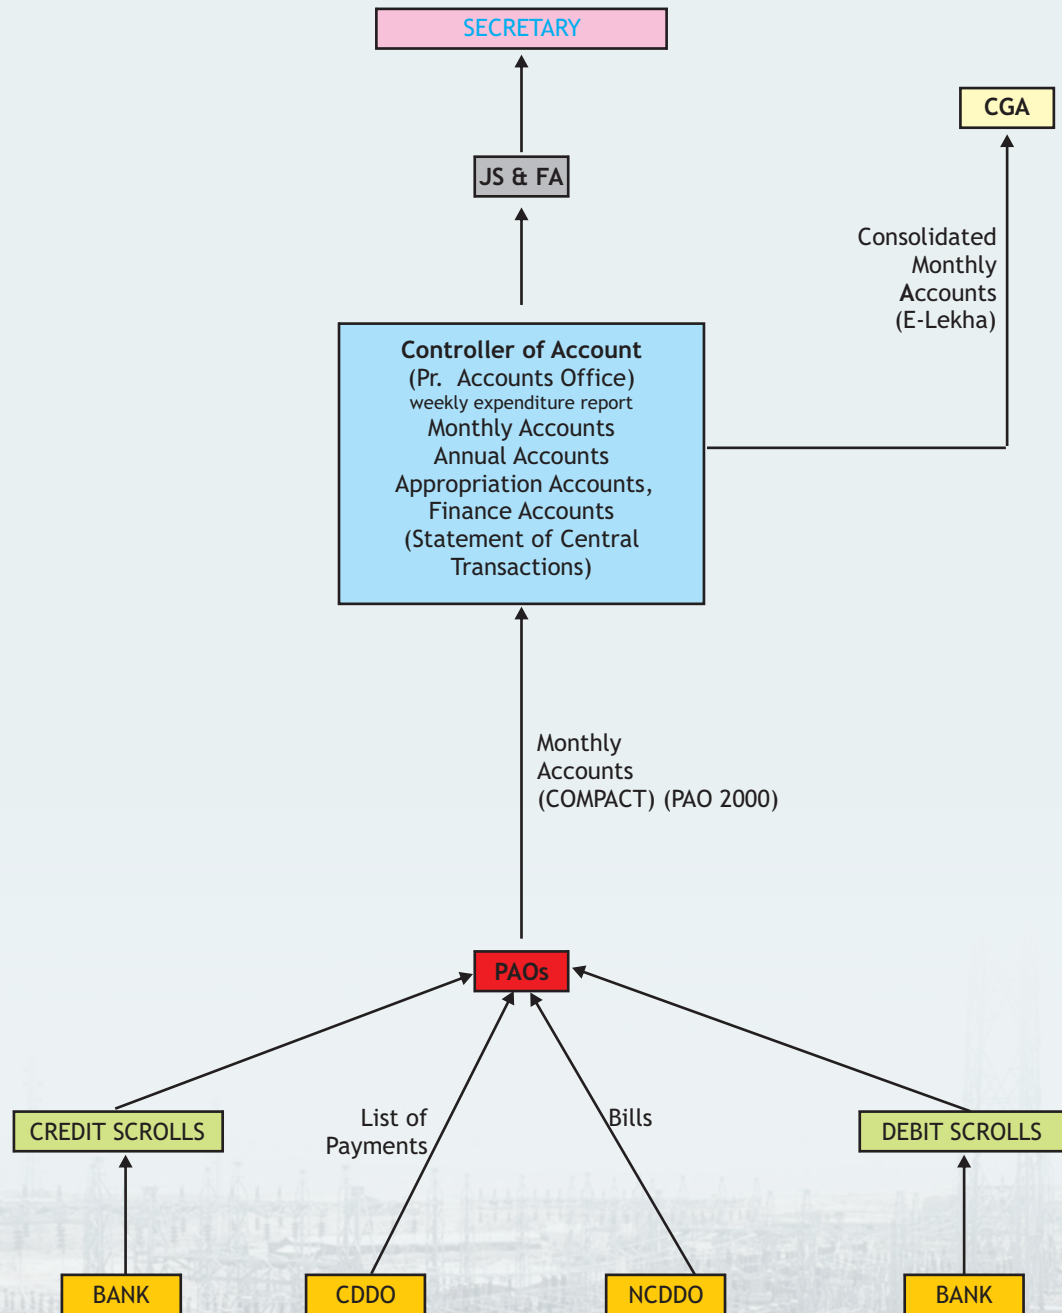 SECRETARY
CGA
JS & FA
Consolidated
Monthly
Accounts
(E-Lekha)
Controller of Account
(Pr. Accounts Office)
weekly expenditure report
Monthly Accounts
Annual Accounts
Appropriation Accounts,
Finance Accounts
(Statement of Central
Transactions)
Monthly
Accounts
(COMPACT) (PAO 2000)
PAOs
CREDIT SCROLLS
List of
Payments
Bills
DEBIT SCROLLS
BANK
CDDO
NCDDO
BANK